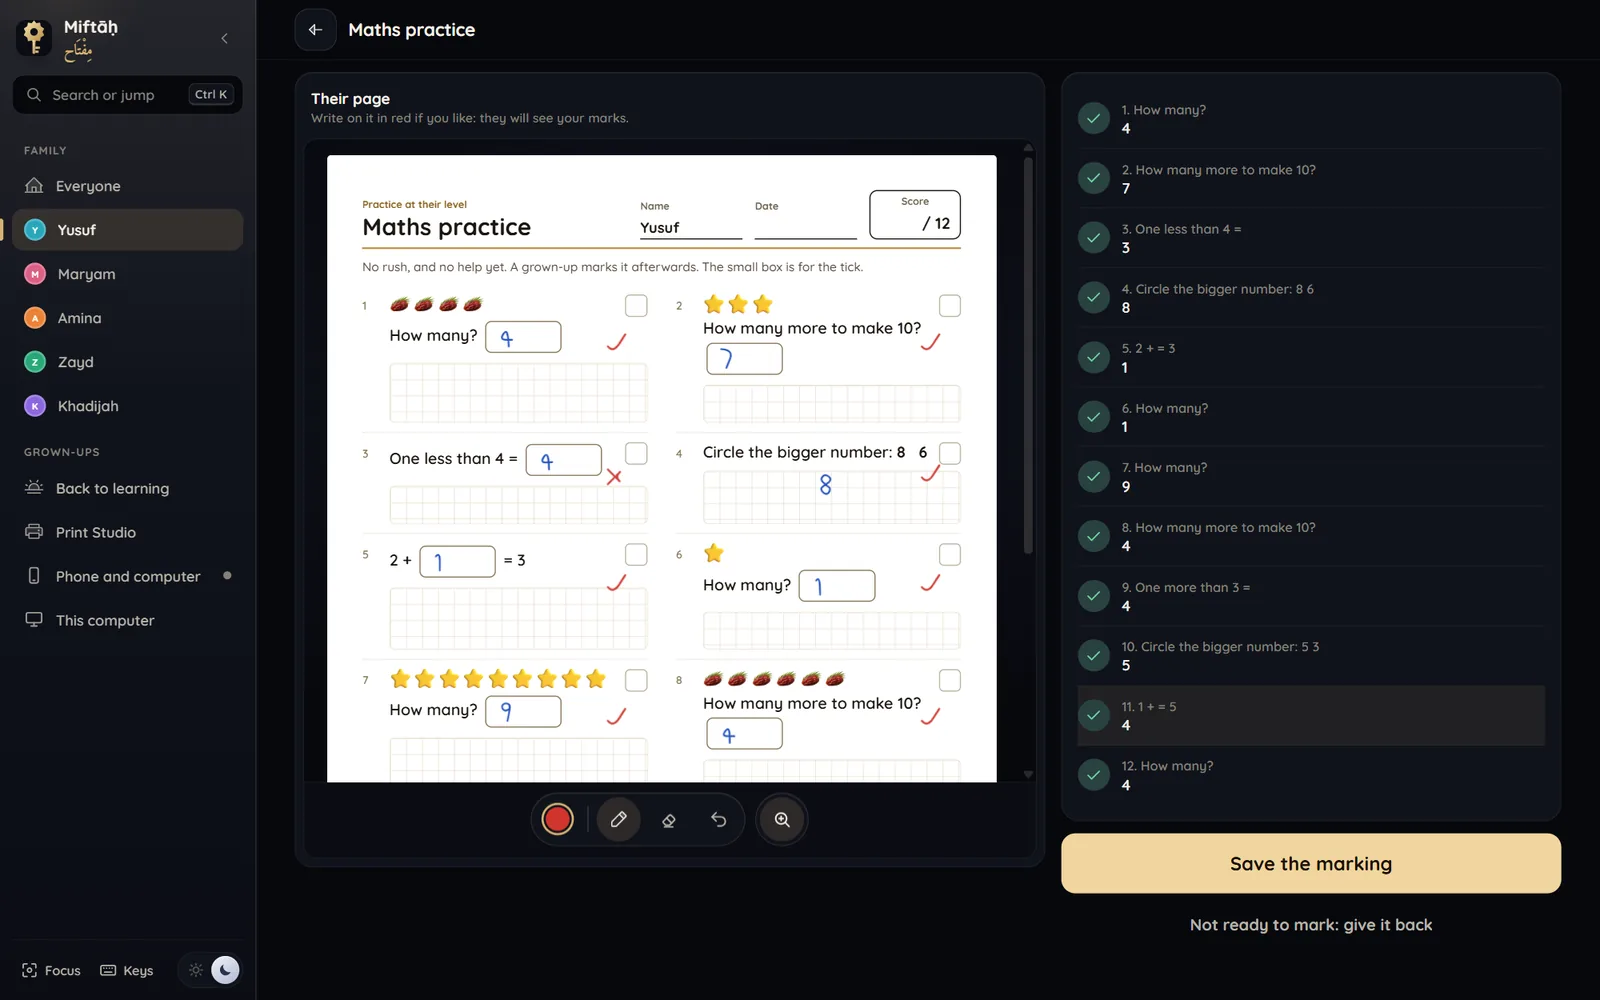 Miftāḥ
مِفْتَاح
Search or jump
Ctrl K
FAMILY
Everyone
Y
Yusuf
M
Maryam
A
Amina
Z
Zayd
K
Khadijah
GROWN-UPS
Back to learning
Print Studio
Phone and computer
This computer
Focus
Keys
Maths practice
Their page
Write on it in red if you like: they will see your marks.
Practice at their level
Maths practice
Name
Yusuf
Date
Score
/ 12
No rush, and no help yet. A grown-up marks it afterwards. The small box is for the tick.
1
How many? 4
2
How many more to make 10?
7
3
One less than 4 = 4
4
Circle the bigger number: 8 6
8
5
2 + 1 = 3
6
How many? 1
7
How many? 9
8
How many more to make 10?
4
1. How many?
4
2. How many more to make 10?
7
3. One less than 4 =
3
4. Circle the bigger number: 8 6
8
5. 2 + = 3
1
6. How many?
1
7. How many?
9
8. How many more to make 10?
4
9. One more than 3 =
4
10. Circle the bigger number: 5 3
5
11. 1 + = 5
4
12. How many?
4
Save the marking
Not ready to mark: give it back